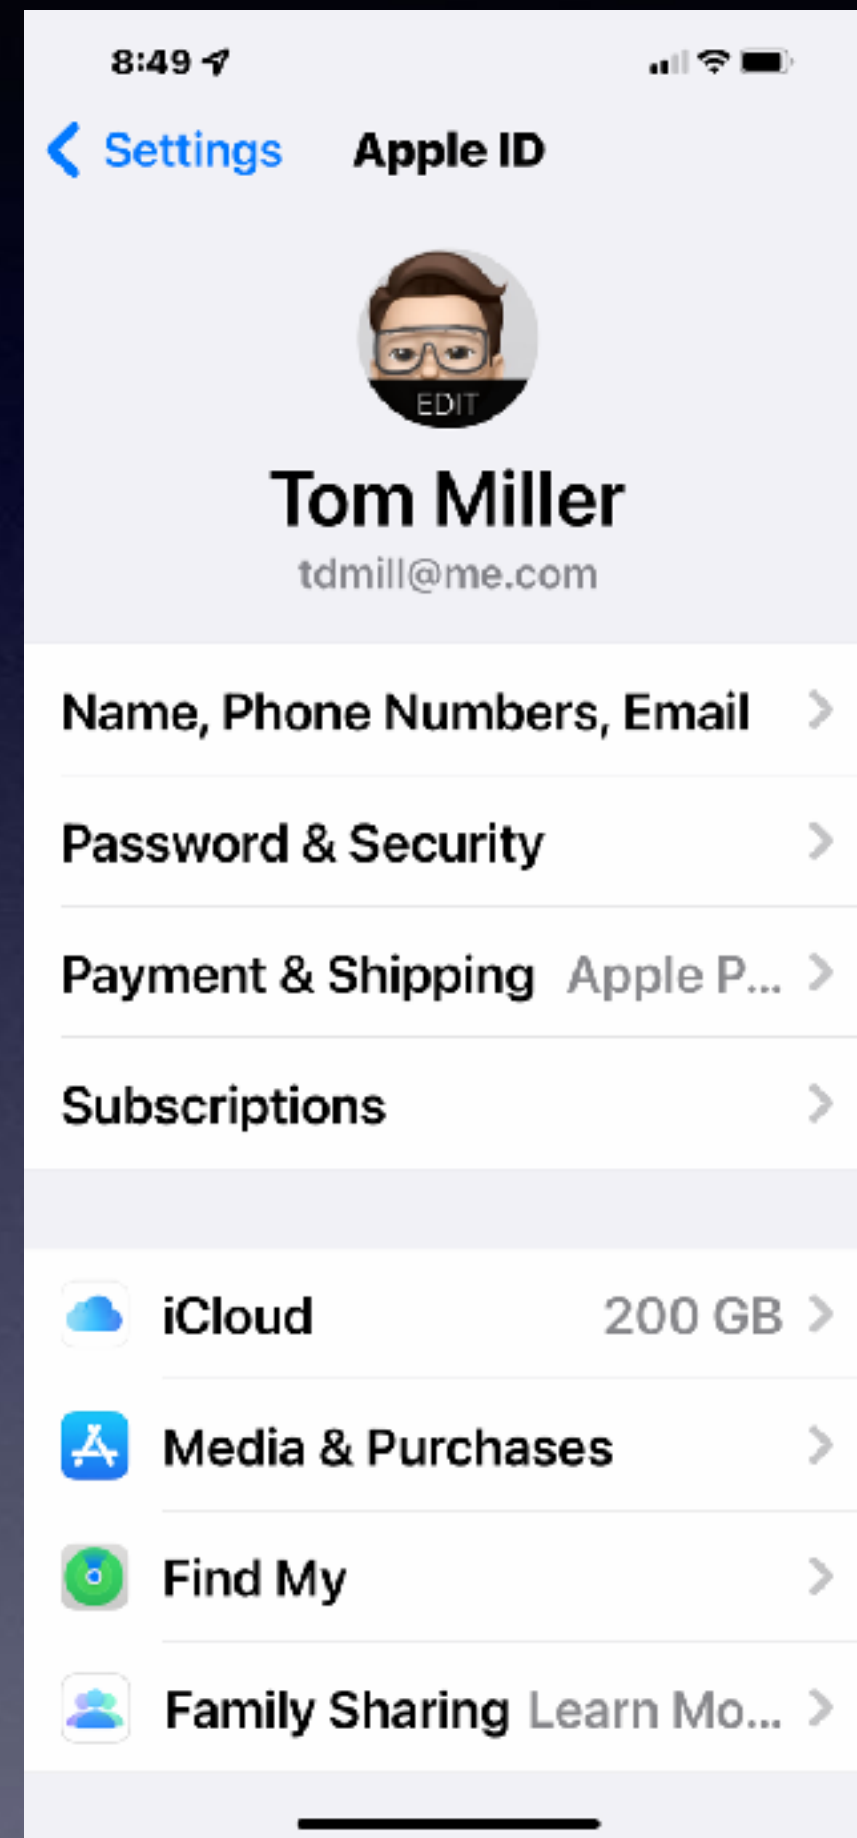 8:49
Settings Apple ID
EDIT
Tom Miller
tdmill@me.com
Name, Phone Numbers, Email
Password & Security
Payment & Shipping Apple P...
Subscriptions
iCloud 200 GB
Media & Purchases
Find My
Family Sharing Learn Mo...